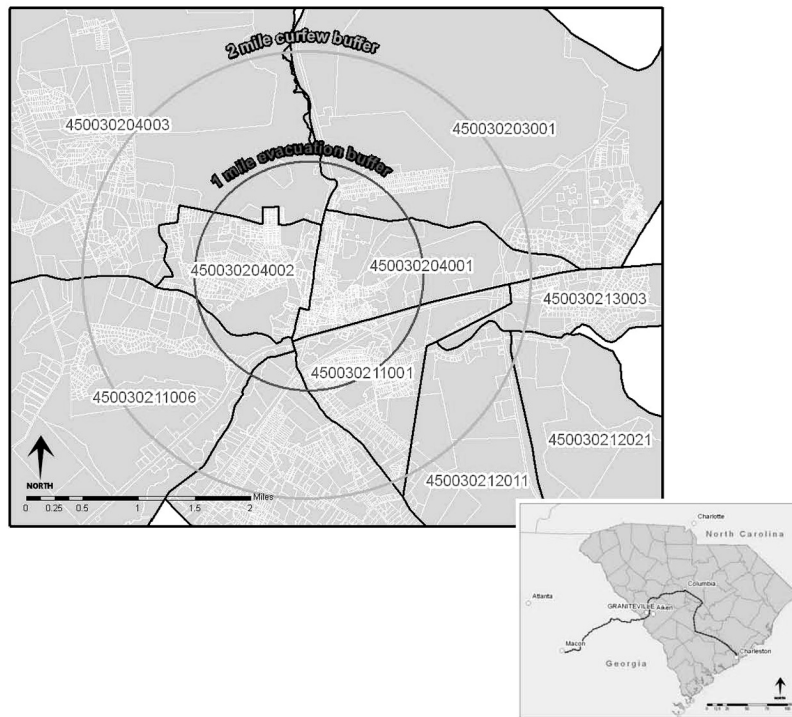 2 mile curfew buffer
450030204003
450030203001
1 mile evacuation buffer
450030204002
450030204001
450030213003
450030211001
450030211006
450030212021
450030212011
NORTH
Miles
0 0.25 0.5 1 1.5 2
Charlotte
North Carolina
Columbia
Atlanta
GRANITEVILLE
Aiken
Macon
Charleston
Georgia
NORTH